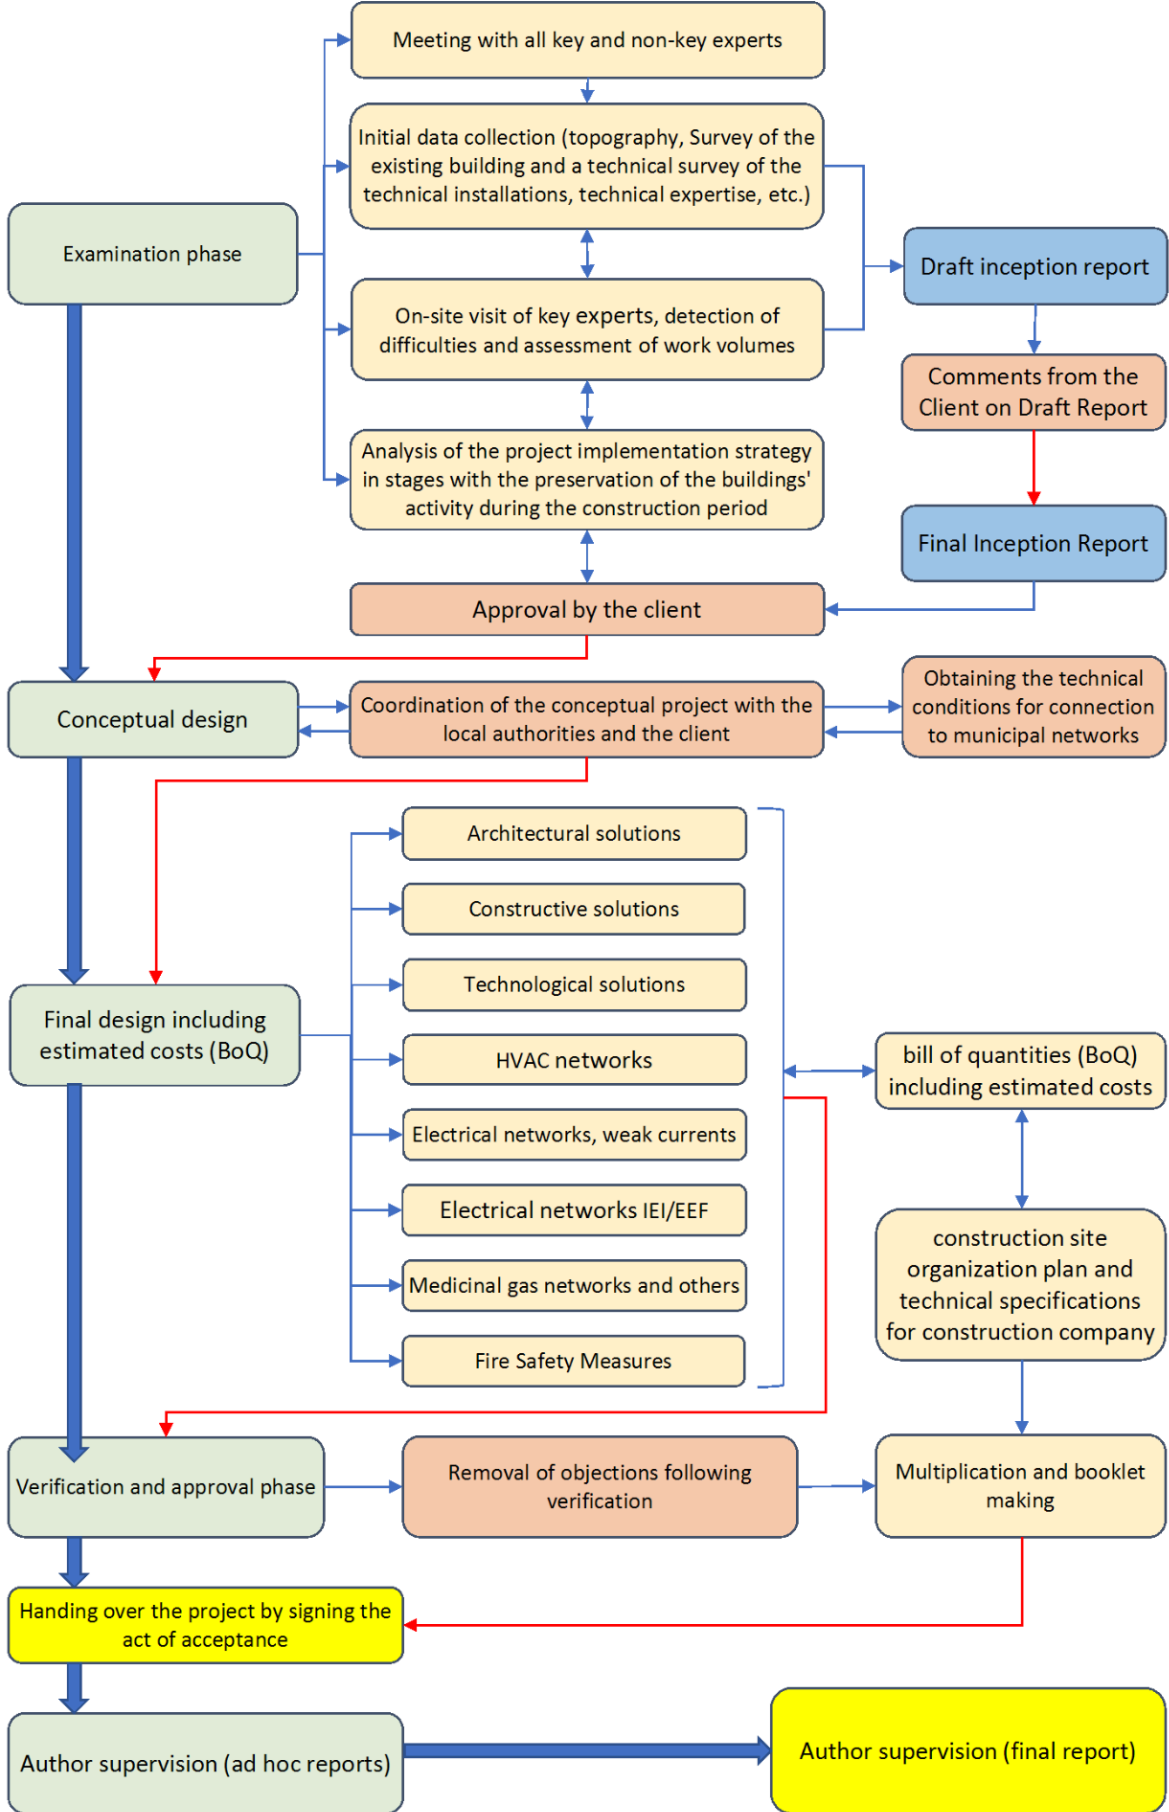 Meeting with all key and non-key experts
Initial data collection (topography, Survey of the
existing building and a technical survey of the
technical installations, technical expertise, etc.)
Examination phase
Draft inception report
On-site visit of key experts, detection of
difficulties and assessment of work volumes
Comments from the
Client on Draft Report
Analysis of the project implementation strategy
in stages with the preservation of the buildings'
activity during the construction period
Final Inception Report
Approval by the client
Conceptual design
Coordination of the conceptual project with the
local authorities and the client
Obtaining the technical
conditions for connection
to municipal networks
Architectural solutions
Constructive solutions
Technological solutions
Final design including
estimated costs (BoQ)
HVAC networks
bill of quantities (BoQ)
including estimated costs
Electrical networks, weak currents
Electrical networks IEI/EEF
construction site
organization plan and
technical specifications
for construction company
Medicinal gas networks and others
Fire Safety Measures
Verification and approval phase
Removal of objections following
verification
Multiplication and booklet
making
Handing over the project by signing the
act of acceptance
Author supervision (ad hoc reports)
Author supervision (final report)